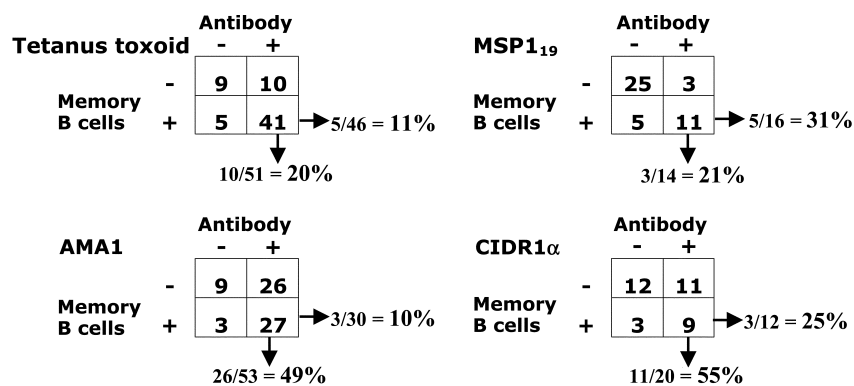 Antibody
Tetanus toxoid - +
- 9 10
Memory
B cells + 5 41 5/46 = 11%
10/51 = 20%
Antibody
MSP1₁₉ - +
- 25 3
Memory
B cells + 5 11 5/16 = 31%
3/14 = 21%
Antibody
AMA1 - +
- 9 26
Memory
B cells + 3 27 3/30 = 10%
26/53 = 49%
Antibody
CIDR1α - +
- 12 11
Memory
B cells + 3 9 3/12 = 25%
11/20 = 55%